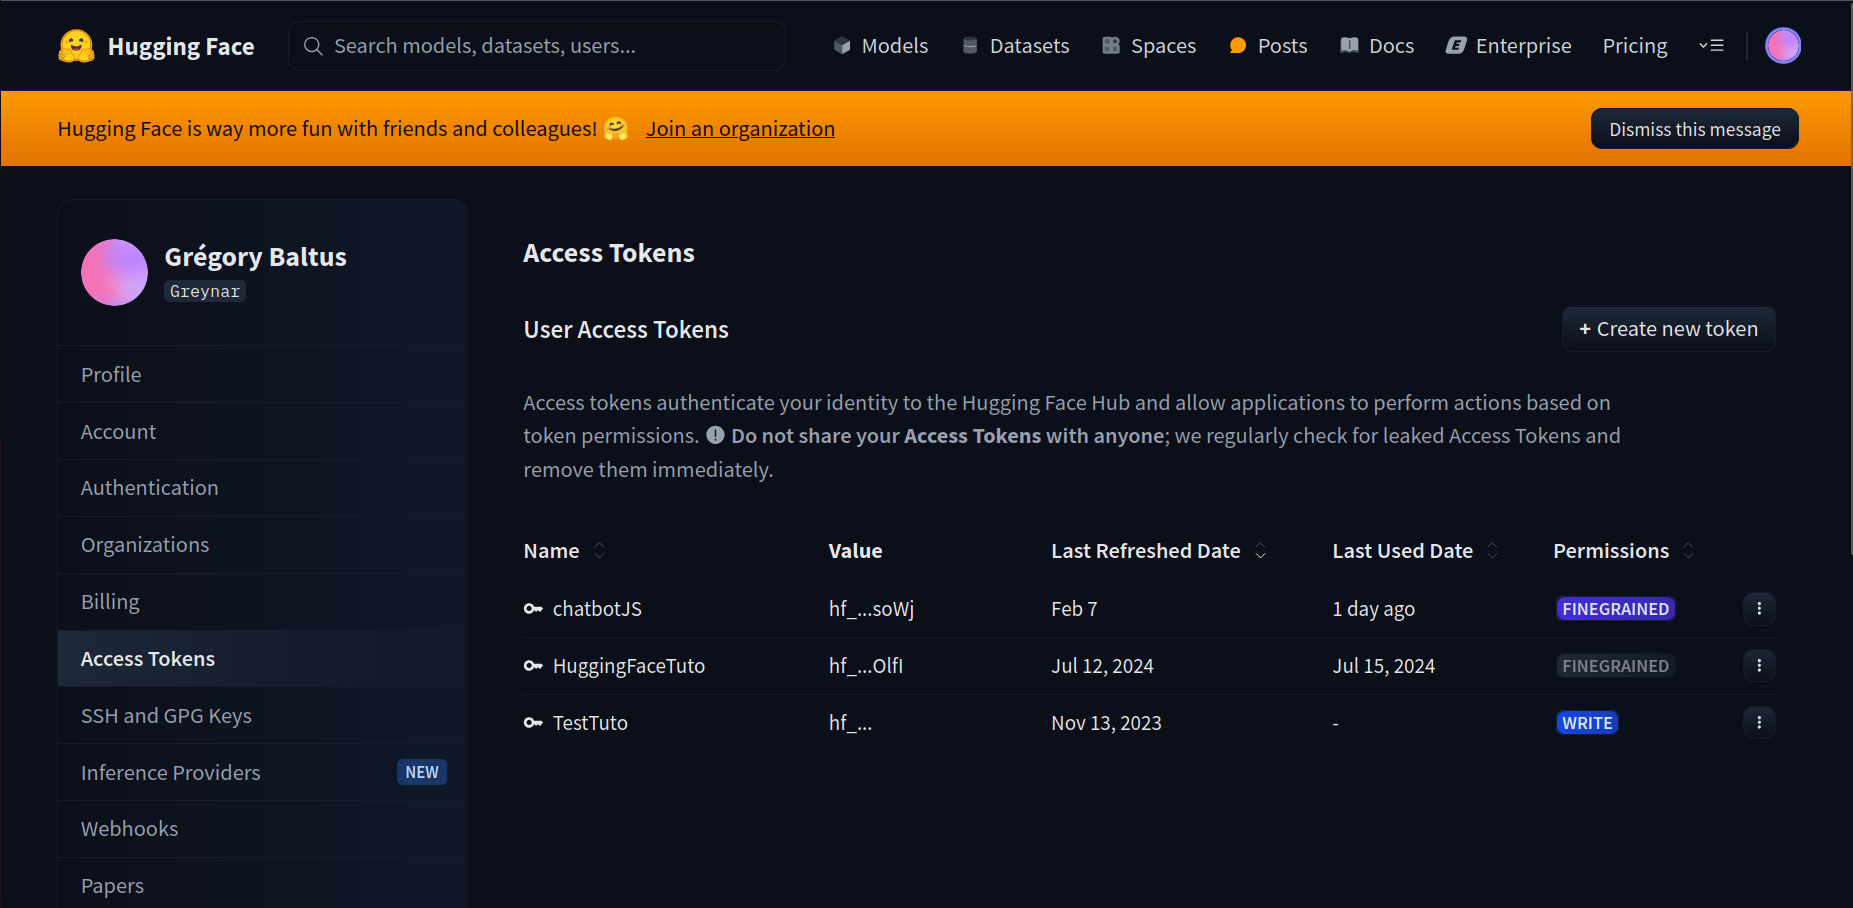 Hugging Face
Search models, datasets, users...
Models
Datasets
Spaces
Posts
Docs
Enterprise
Pricing
Hugging Face is way more fun with friends and colleagues! 🤗 Join an organization
Dismiss this message
Grégory Baltus
Greynar
Profile
Account
Authentication
Organizations
Billing
Access Tokens
SSH and GPG Keys
Inference Providers NEW
Webhooks
Papers
Access Tokens
User Access Tokens
+ Create new token
Access tokens authenticate your identity to the Hugging Face Hub and allow applications to perform actions based on
token permissions. Do not share your Access Tokens with anyone; we regularly check for leaked Access Tokens and
remove them immediately.
Name Value Last Refreshed Date Last Used Date Permissions
chatbotJS hf_...soWj Feb 7 1 day ago FINEGRAINED
HuggingFaceTuto hf_...OlfI Jul 12, 2024 Jul 15, 2024 FINEGRAINED
TestTuto hf_... Nov 13, 2023 - WRITE